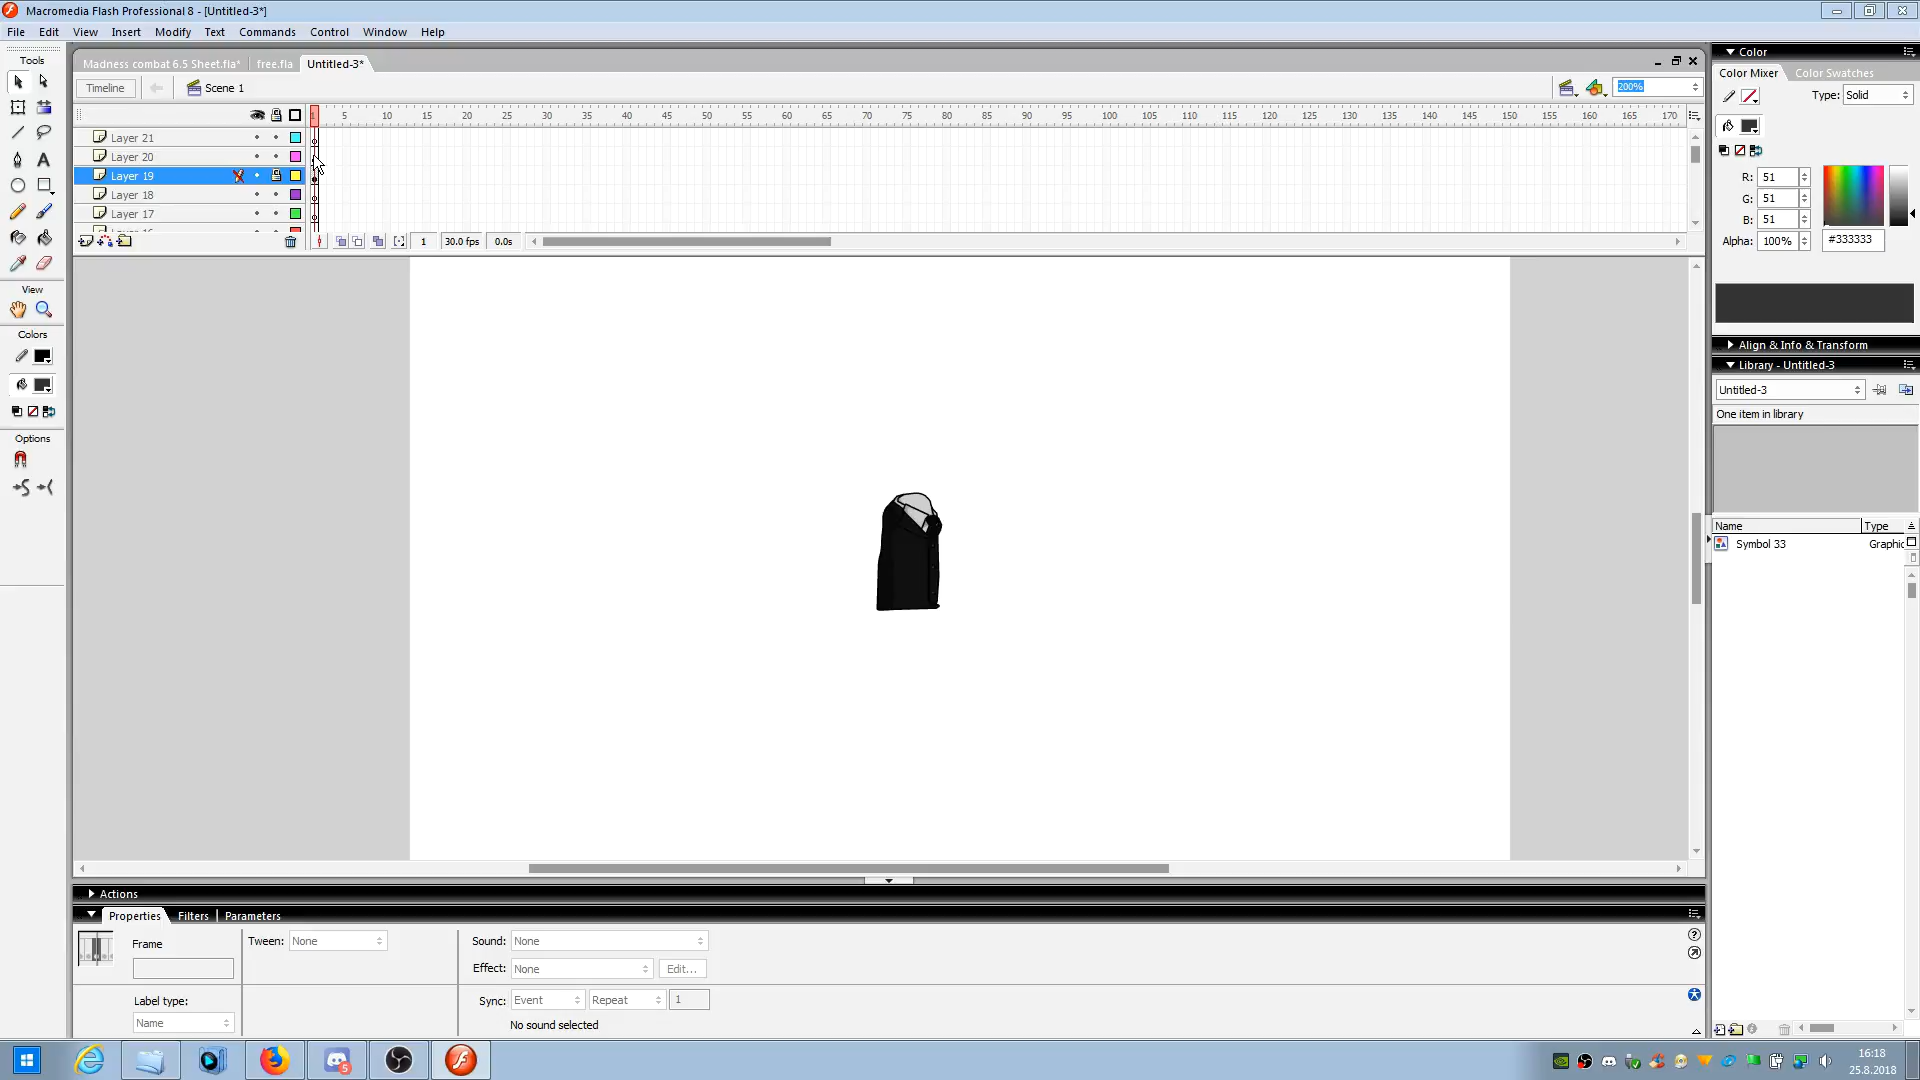 Macromedia Flash Professional 8 - [Untitled-3*]
File Edit View Insert Modify Text Commands Control Window Help
Tools
Madness combat 6.5 Sheet.fla* free.fla Untitled-3*
Timeline Scene 1 200%
1 5 10 15 20 25 30 35 40 45 50 55 60 65 70 75 80 85 90 95 100 105 110 115 120 125 130 135 140 145 150 155 160 165 170
Layer 21
Layer 20
Layer 19
Layer 18
Layer 17
1 30.0 fps 0.0s
View
Colors
Options
Color
Color Mixer Color Swatches
Type: Solid
R: 51
G: 51
B: 51
Alpha: 100% #333333
Align & Info & Transform
Library - Untitled-3
Untitled-3
One item in library
Name Type
Symbol 33 Graphic
Actions
Properties Filters Parameters
Frame Tween: None Sound: None
Effect: None Edit...
Label type: Sync: Event Repeat 1
Name No sound selected
5
16:18
25.8.2018